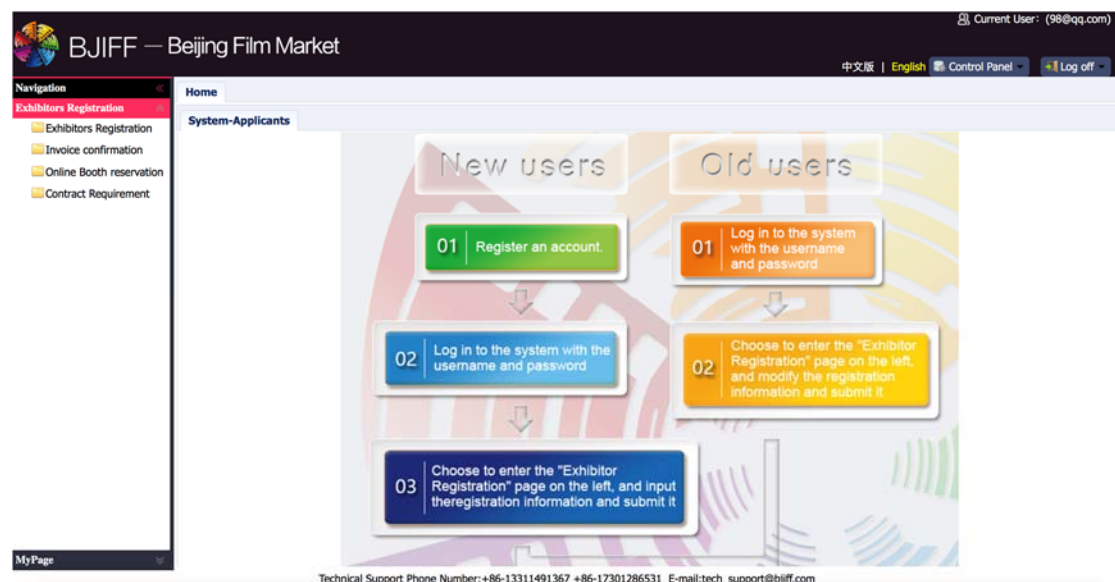 Current User: (98@qq.com)
BJIFF — Beijing Film Market
中文版 | English Control Panel Log off
Navigation
Home
Exhibitors Registration
System-Applicants
Exhibitors Registration
Invoice confirmation
Online Booth reservation
Contract Requirement
New users
01 Register an account.
02 Log in to the system with the
username and password
03 Choose to enter the "Exhibitor
Registration" page on the left, and input
theregistration information and submit it
Old users
01 Log in to the system
with the username
and password
02 Choose to enter the "Exhibitor
Registration" page on the left,
and modify the registration
information and submit it
MyPage
Technical Support Phone Number:+86-13311491367 +86-17301286531 E-mail:tech_support@bjiff.com